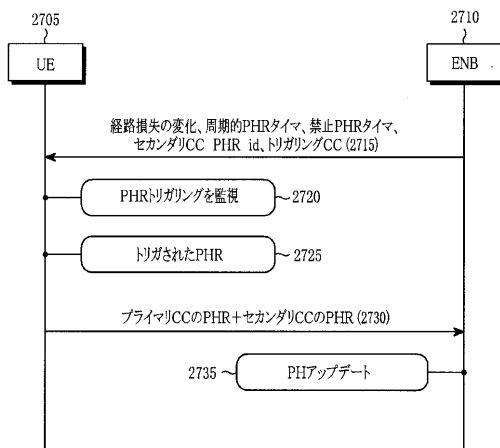 2705
2710
UE
ENB
経路損失の変化、周期的PHRタイマ、禁止PHRタイマ、
セカンダリCC PHR id、トリガリングCC(2715)
PHRトリガリングを監視
2720
トリガされたPHR
2725
プライマリCCのPHR+セカンダリCCのPHR(2730)
2735
PHアップデート